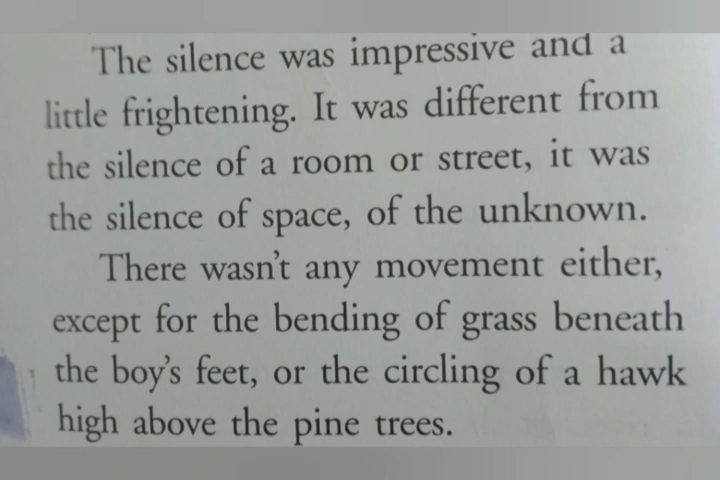 The silence was impressive and a
little frightening. It was different from
the silence of a room or street, it was
the silence of space, of the unknown.
There wasn't any movement either,
except for the bending of grass beneath
the boy's feet, or the circling of a hawk
high above the pine trees.